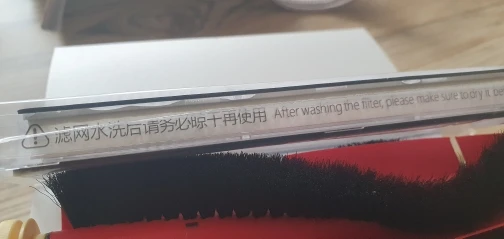 滤网水洗后请务必晾干再使用 After washing the filter, please make sure to dry it be